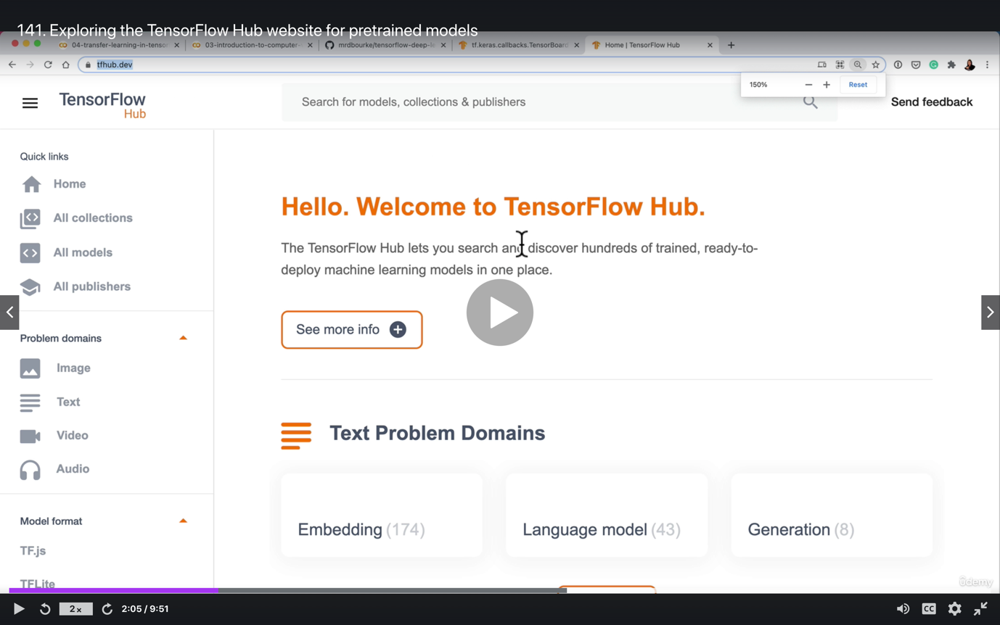 141. Exploring the TensorFlow Hub website for pretrained models
04-transfer-learning-in-tensor
03-introduction-to-computer-
mrdbourke/tensorflow-deep-le
tf.keras.callbacks.TensorBoard
Home | TensorFlow Hub
tfhub.dev
150%
Reset
TensorFlow
Hub
Search for models, collections & publishers
Send feedback
Quick links
Home
All collections
All models
All publishers
Problem domains
Image
Text
Video
Audio
Model format
TF.js
TFLite
Hello. Welcome to TensorFlow Hub.
The TensorFlow Hub lets you search and discover hundreds of trained, ready-to-
deploy machine learning models in one place.
See more info
Text Problem Domains
Embedding (174)
Language model (43)
Generation (8)
ûdemy
2x
2:05 / 9:51
CC